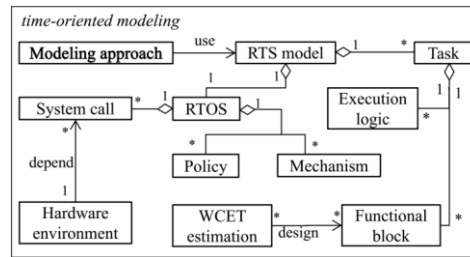 time-oriented modeling
Modeling approach
use
RTS model
1
*
Task
1
1
1
Execution
logic
*
System call
*
1
RTOS
1
*
depend
1
*
Policy
*
Mechanism
Hardware
environment
WCET
estimation
*
design
*
Functional
block
*